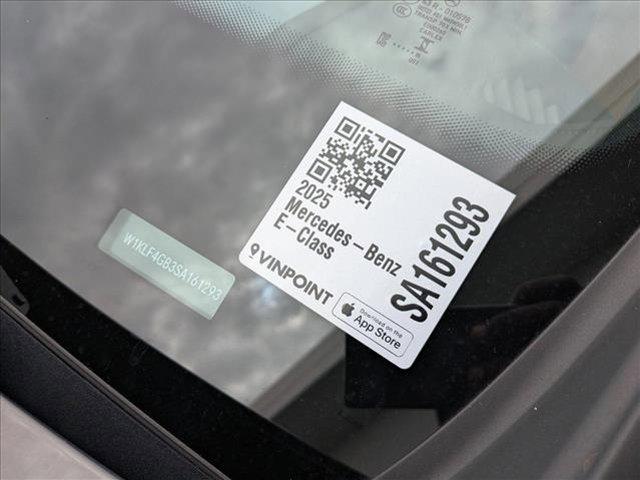 2025
Mercedes-Benz
E-Class
SA161293
VINPOINT
Download on the
App Store
W1KLF4GB3SA161293